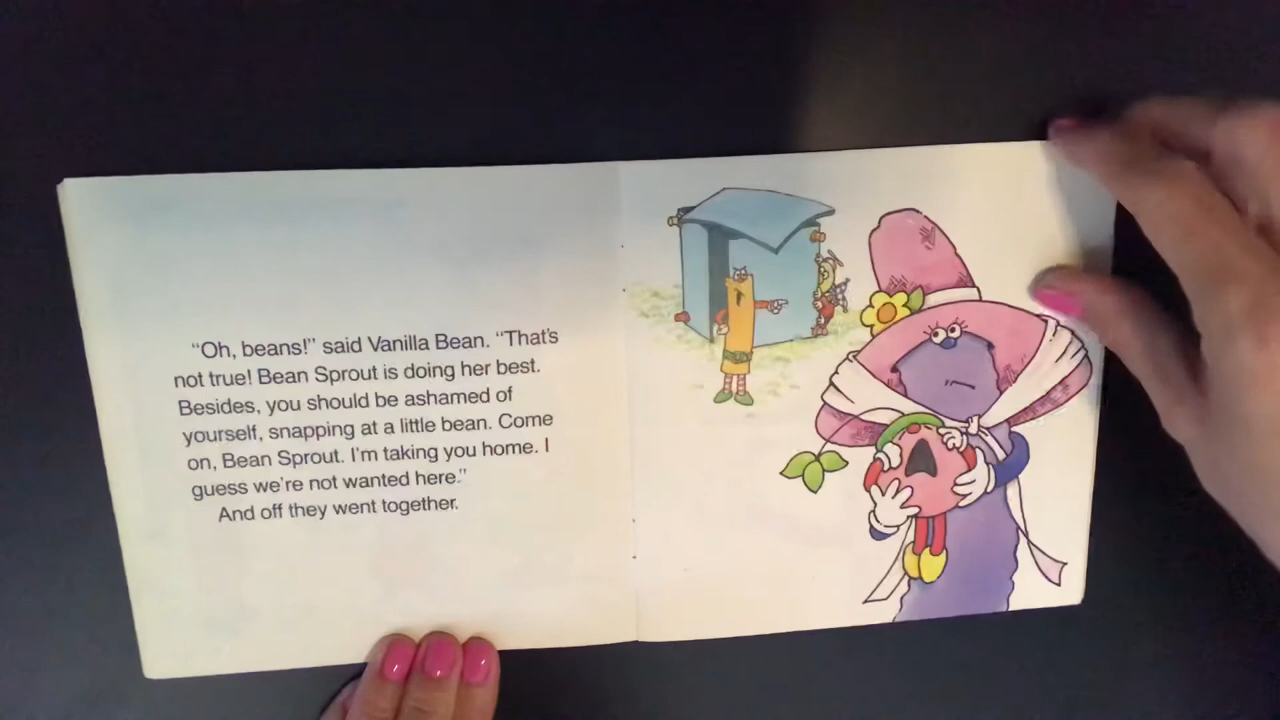 "Oh, beans!" said Vanilla Bean. "That's
not true! Bean Sprout is doing her best.
Besides, you should be ashamed of
yourself, snapping at a little bean. Come
on, Bean Sprout. I'm taking you home. I
guess we're not wanted here."
And off they went together.